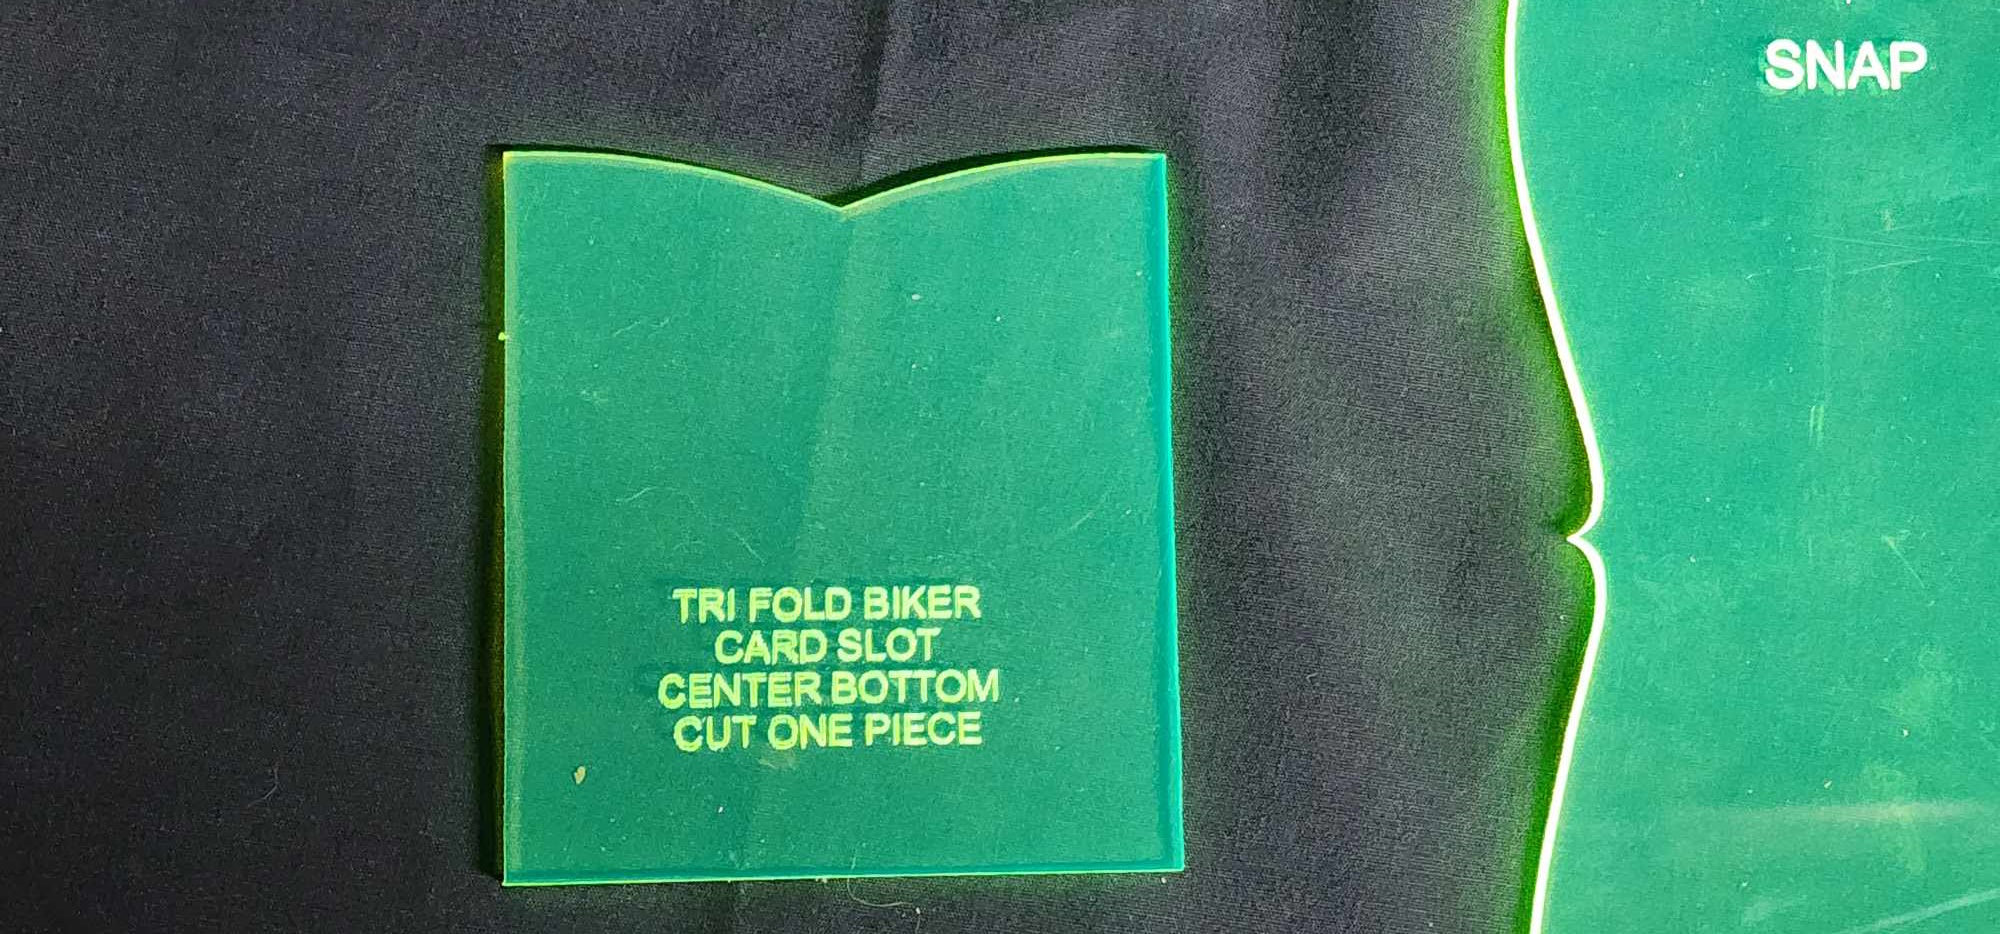 SNAP
TRI FOLD BIKER
CARD SLOT
CENTER BOTTOM
CUT ONE PIECE